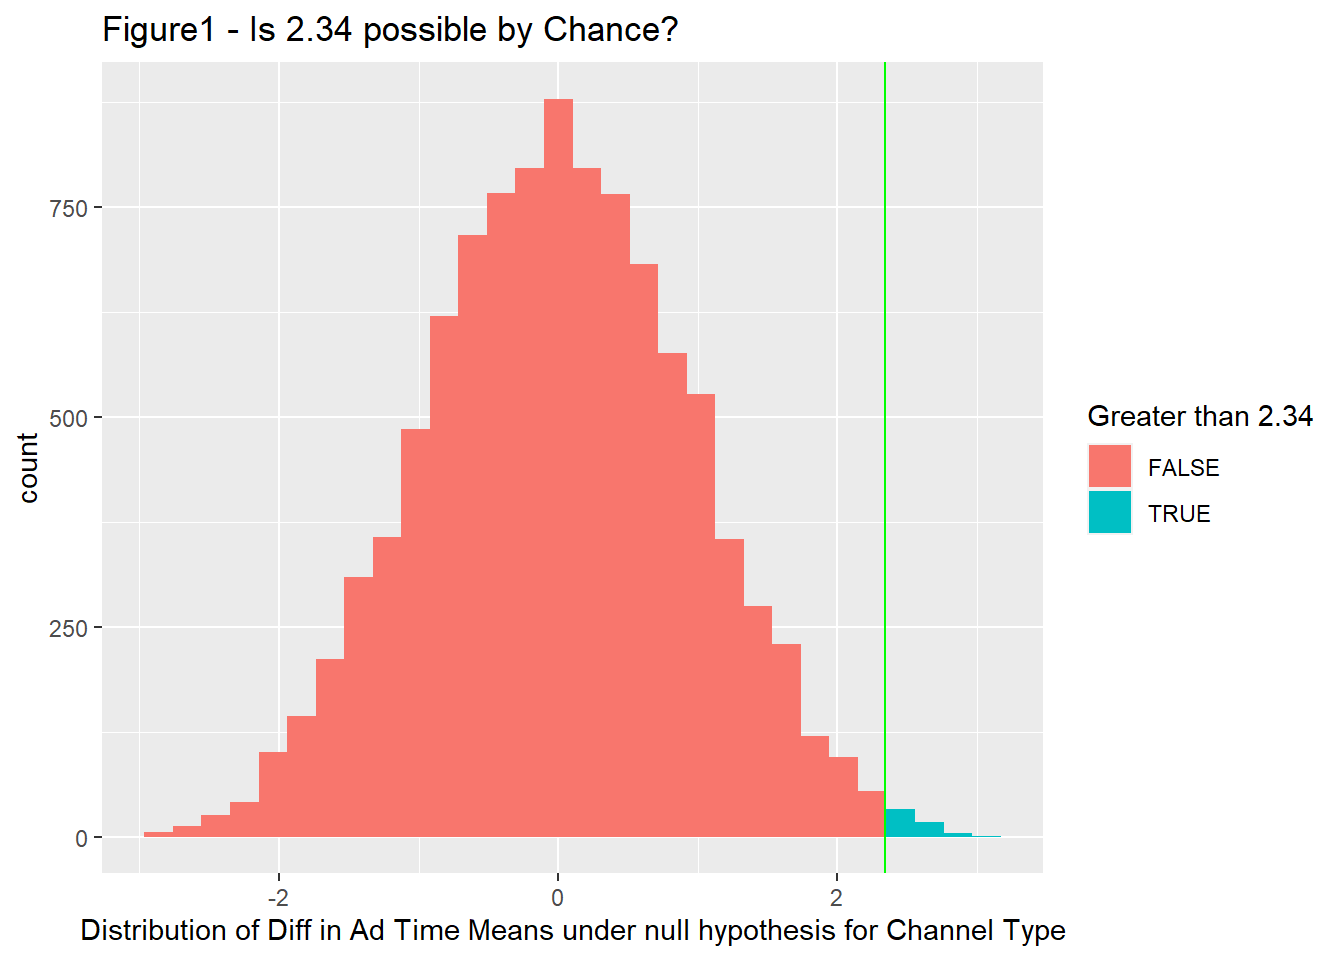 Figure1 - Is 2.34 possible by Chance?
750
500
250
0
count
-2
0
2
Distribution of Diff in Ad Time Means under null hypothesis for Channel Type
Greater than 2.34
FALSE
TRUE